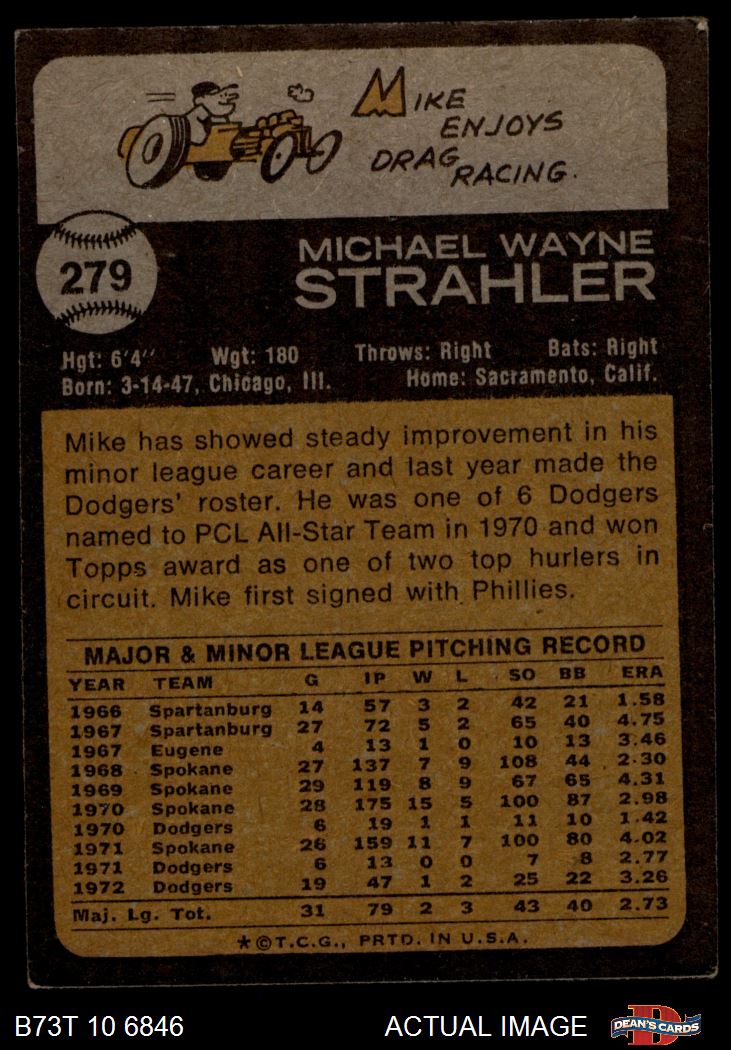 MIKE
ENJOYS
DRAG
RACING.
279
MICHAEL WAYNE
STRAHLER
Hgt: 6'4" Wgt: 180 Throws: Right Bats: Right
Born: 3-14-47, Chicago, Ill. Home: Sacramento, Calif.
Mike has showed steady improvement in his
minor league career and last year made the
Dodgers' roster. He was one of 6 Dodgers
named to PCL All-Star Team in 1970 and won
Topps award as one of two top hurlers in
circuit. Mike first signed with Phillies.
MAJOR & MINOR LEAGUE PITCHING RECORD
YEAR TEAM G IP W L SO BB ERA
1966 Spartanburg 14 57 3 2 42 21 1.58
1967 Spartanburg 27 72 5 2 65 40 4.75
1967 Eugene 4 13 1 0 10 13 3.46
1968 Spokane 27 137 7 9 108 44 2.30
1969 Spokane 29 119 8 9 67 65 4.31
1970 Spokane 28 175 15 5 100 87 2.98
1970 Dodgers 6 19 1 1 11 10 1.42
1971 Spokane 26 159 11 7 100 80 4.02
1971 Dodgers 6 13 0 0 7 8 2.77
1972 Dodgers 19 47 1 2 25 22 3.26
Maj. Lg. Tot. 31 79 2 3 43 40 2.73
★©T.C.G., PRTD. IN U.S.A.
B73T 10 6846 ACTUAL IMAGE DEAN'S CARDS